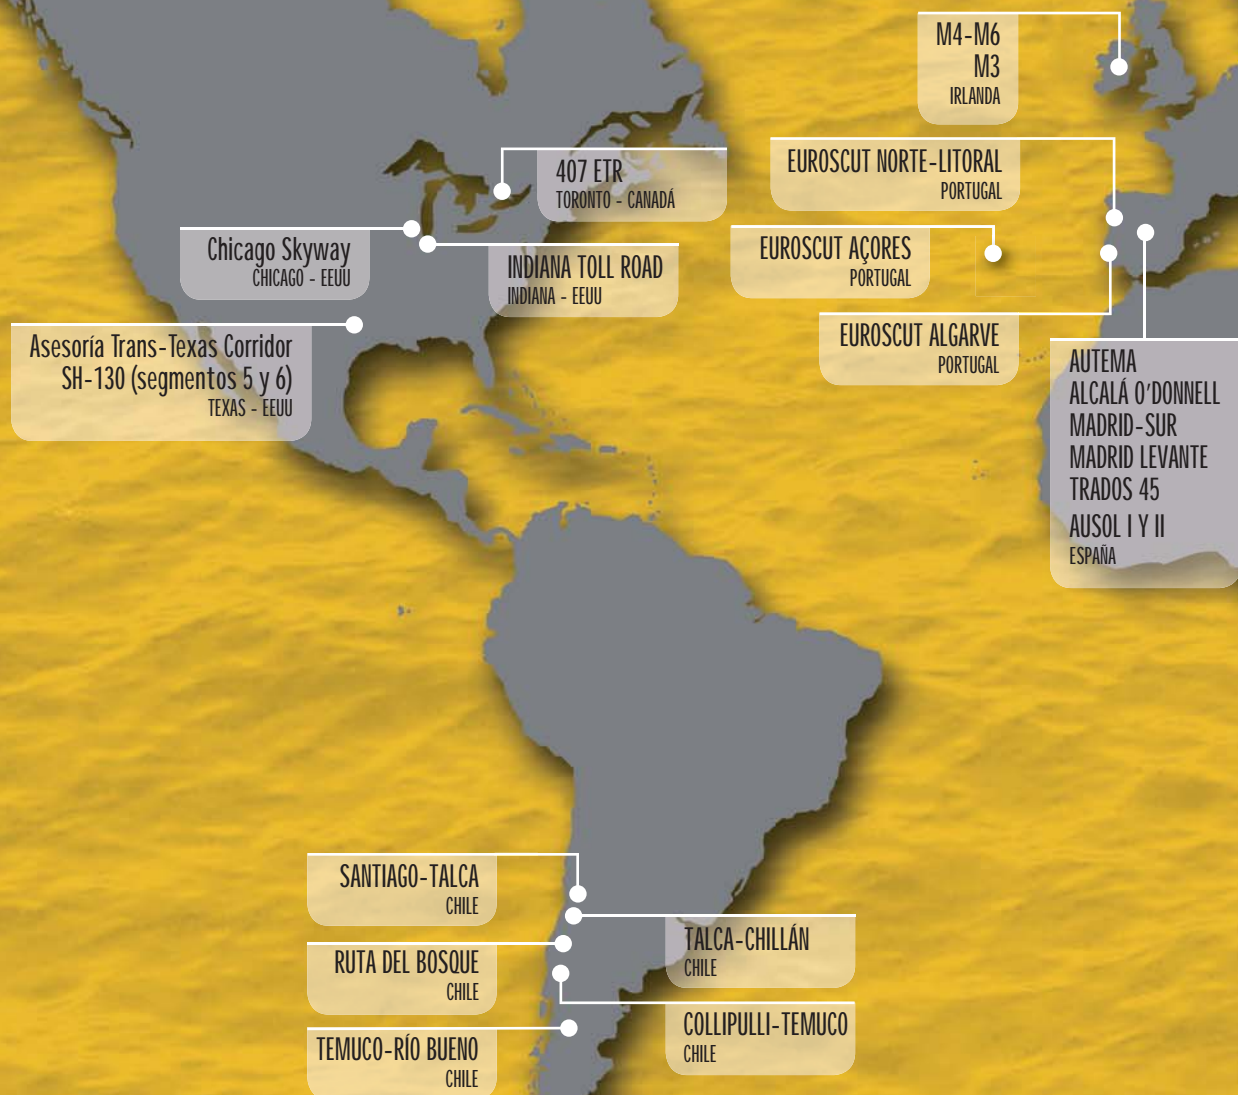 M4-M6
M3
IRLANDA
407 ETR
TORONTO - CANADÁ
EUROSCUT NORTE-LITORAL
PORTUGAL
Chicago Skyway
CHICAGO - EEUU
INDIANA TOLL ROAD
INDIANA - EEUU
EUROSCUT AÇORES
PORTUGAL
Asesoría Trans-Texas Corridor
SH-130 (segmentos 5 y 6)
TEXAS - EEUU
EUROSCUT ALGARVE
PORTUGAL
AUTEMA
ALCALÁ O'DONNELL
MADRID-SUR
MADRID LEVANTE
TRADOS 45
AUSOL I Y II
ESPAÑA
SANTIAGO-TALCA
CHILE
TALCA-CHILLÁN
CHILE
RUTA DEL BOSQUE
CHILE
COLLIPULLI-TEMUCO
CHILE
TEMUCO-RÍO BUENO
CHILE